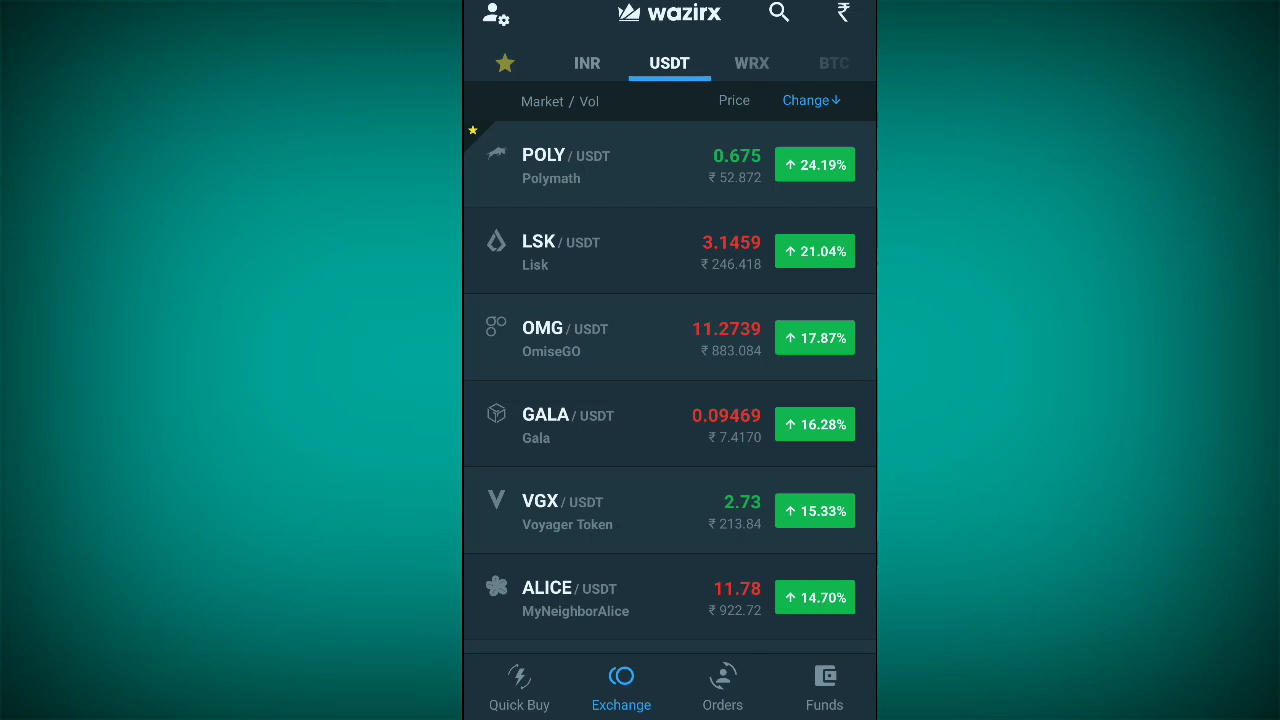 wazirx ₹
INR USDT WRX BTC
Market / Vol Price Change↓
POLY / USDT 0.675 ↑ 24.19%
Polymath ₹ 52.872
LSK / USDT 3.1459 ↑ 21.04%
Lisk ₹ 246.418
OMG / USDT 11.2739 ↑ 17.87%
OmiseGO ₹ 883.084
GALA / USDT 0.09469 ↑ 16.28%
Gala ₹ 7.4170
VGX / USDT 2.73 ↑ 15.33%
Voyager Token ₹ 213.84
ALICE / USDT 11.78 ↑ 14.70%
MyNeighborAlice ₹ 922.72
Quick Buy Exchange Orders Funds